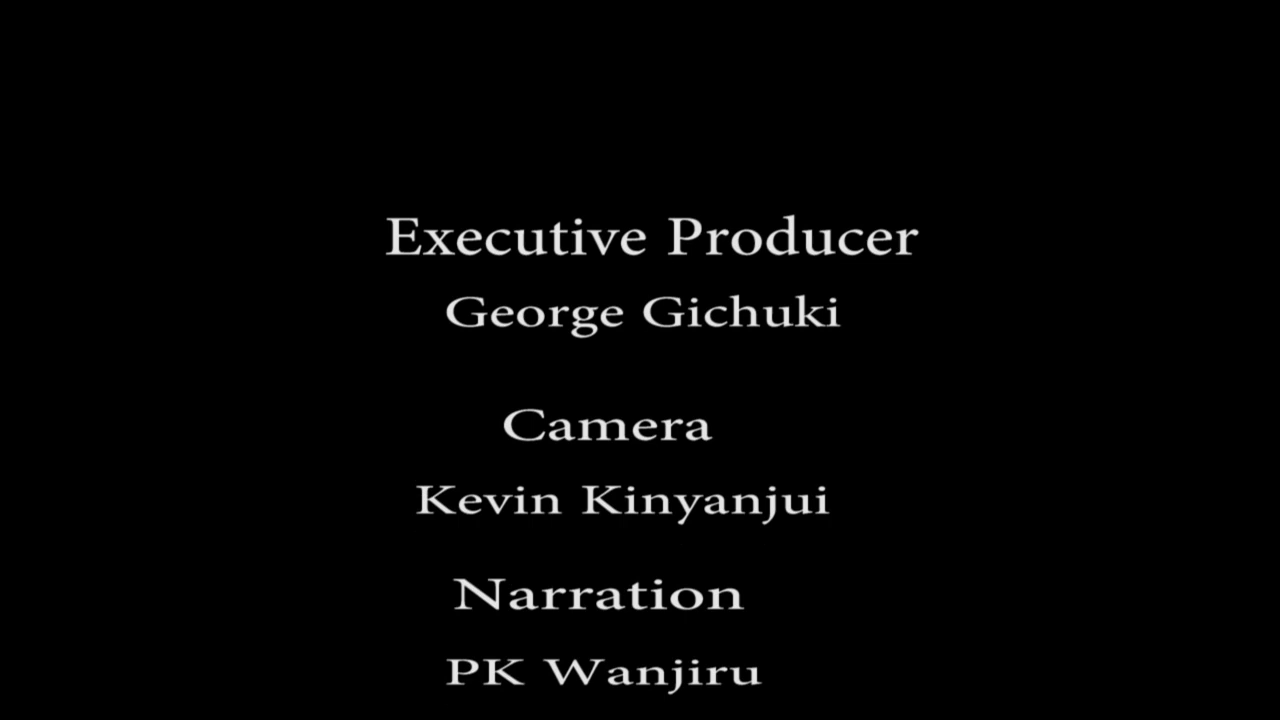 Executive Producer
George Gichuki
Camera
Kevin Kinyanjui
Narration
PK Wanjiru